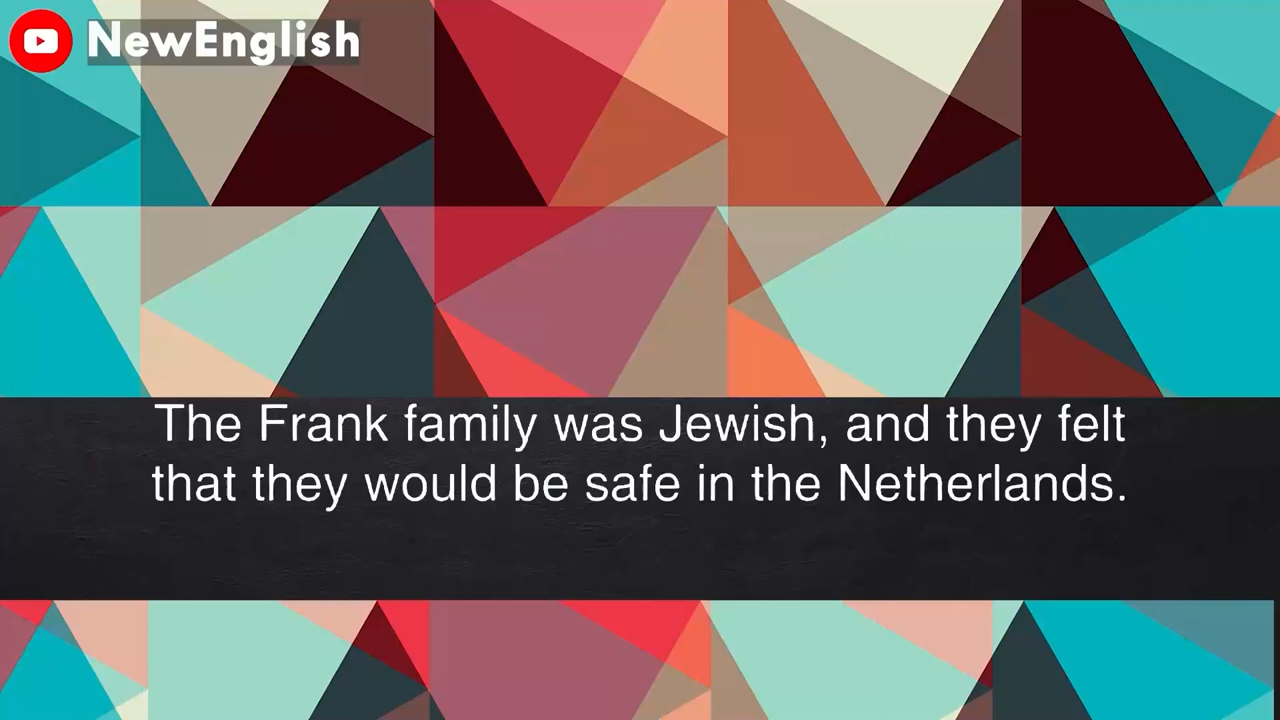 NewEnglish
The Frank family was Jewish, and they felt
that they would be safe in the Netherlands.